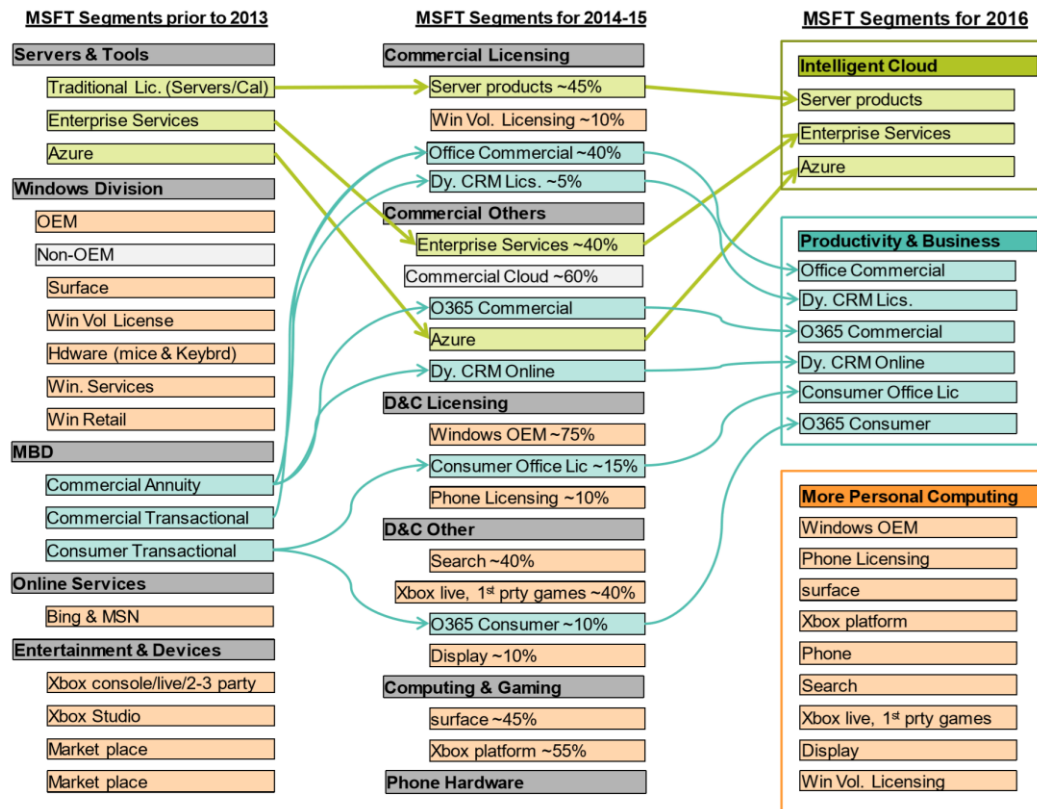 MSFT Segments prior to 2013
Servers & Tools
Traditional Lic. (Servers/Cal)
Enterprise Services
Azure
Windows Division
OEM
Non-OEM
Surface
Win Vol License
Hdware (mice & Keybrd)
Win. Services
Win Retail
MBD
Commercial Annuity
Commercial Transactional
Consumer Transactional
Online Services
Bing & MSN
Entertainment & Devices
Xbox console/live/2-3 party
Xbox Studio
Market place
Market place
MSFT Segments for 2014-15
Commercial Licensing
Server products ~45%
Win Vol. Licensing ~10%
Office Commercial ~40%
Dy. CRM Lics. ~5%
Commercial Others
Enterprise Services ~40%
Commercial Cloud ~60%
O365 Commercial
Azure
Dy. CRM Online
D&C Licensing
Windows OEM ~75%
Consumer Office Lic ~15%
Phone Licensing ~10%
D&C Other
Search ~40%
Xbox live, 1st prty games ~40%
O365 Consumer ~10%
Display ~10%
Computing & Gaming
surface ~45%
Xbox platform ~55%
Phone Hardware
MSFT Segments for 2016
Intelligent Cloud
Server products
Enterprise Services
Azure
Productivity & Business
Office Commercial
Dy. CRM Lics.
O365 Commercial
Dy. CRM Online
Consumer Office Lic
O365 Consumer
More Personal Computing
Windows OEM
Phone Licensing
surface
Xbox platform
Phone
Search
Xbox live, 1st prty games
Display
Win Vol. Licensing